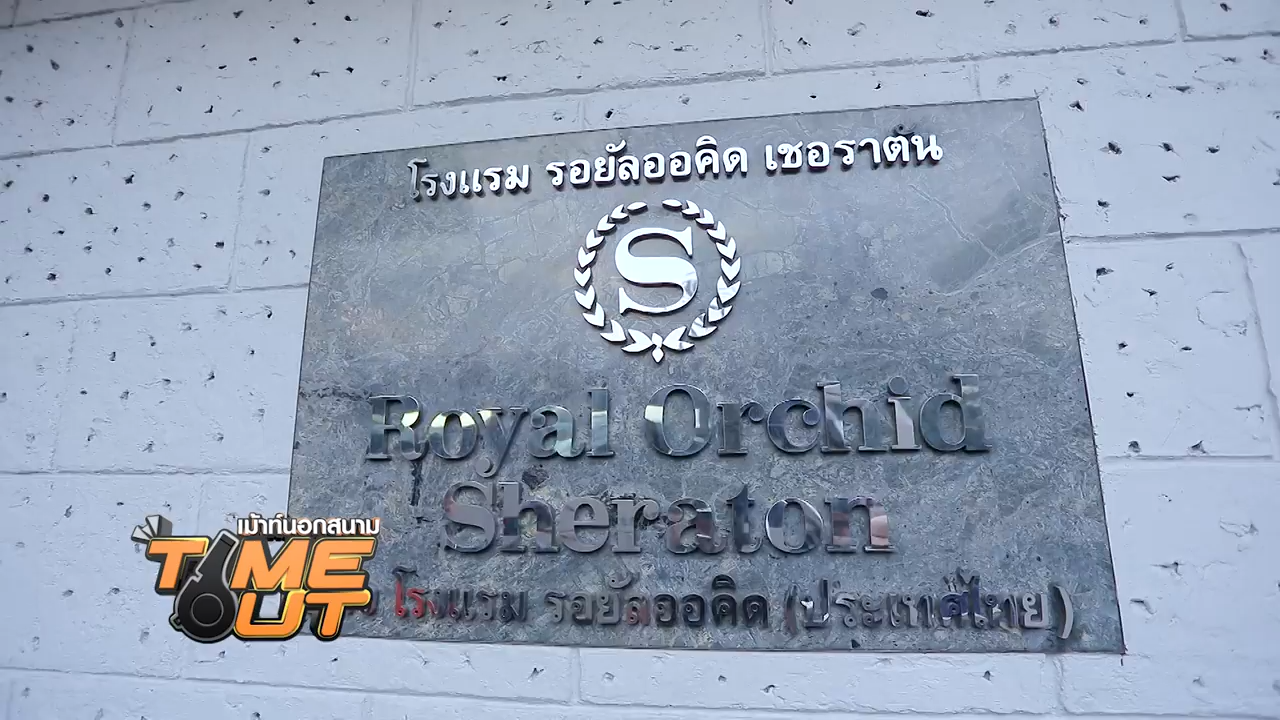 โรงแรม รอยัลออคิด เชอราตัน
S
Royal Orchid
Sheraton
โรงแรม รอยัลออคิด (ประเทศไทย)
เม้าท์นอกสนาม
TIME
OUT